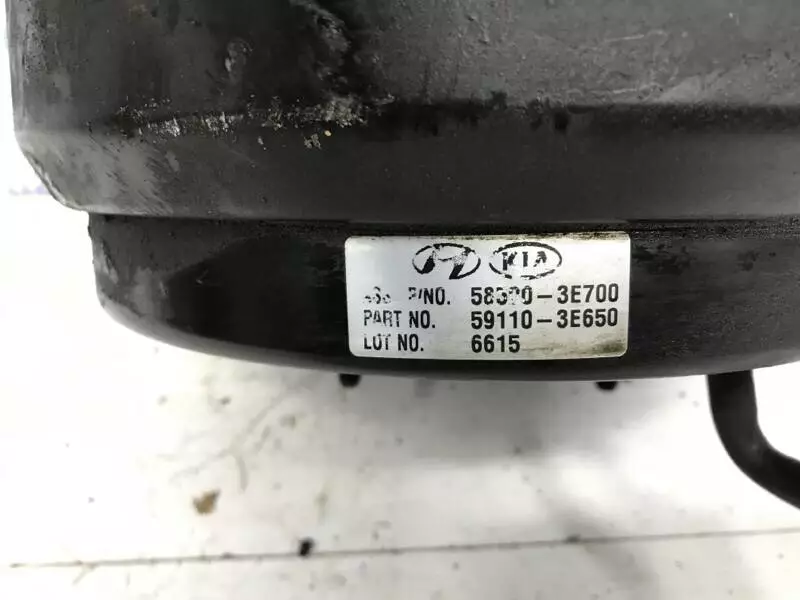 KIA
P/NO.
PART NO. 59110-3E650
LOT NO. 6615